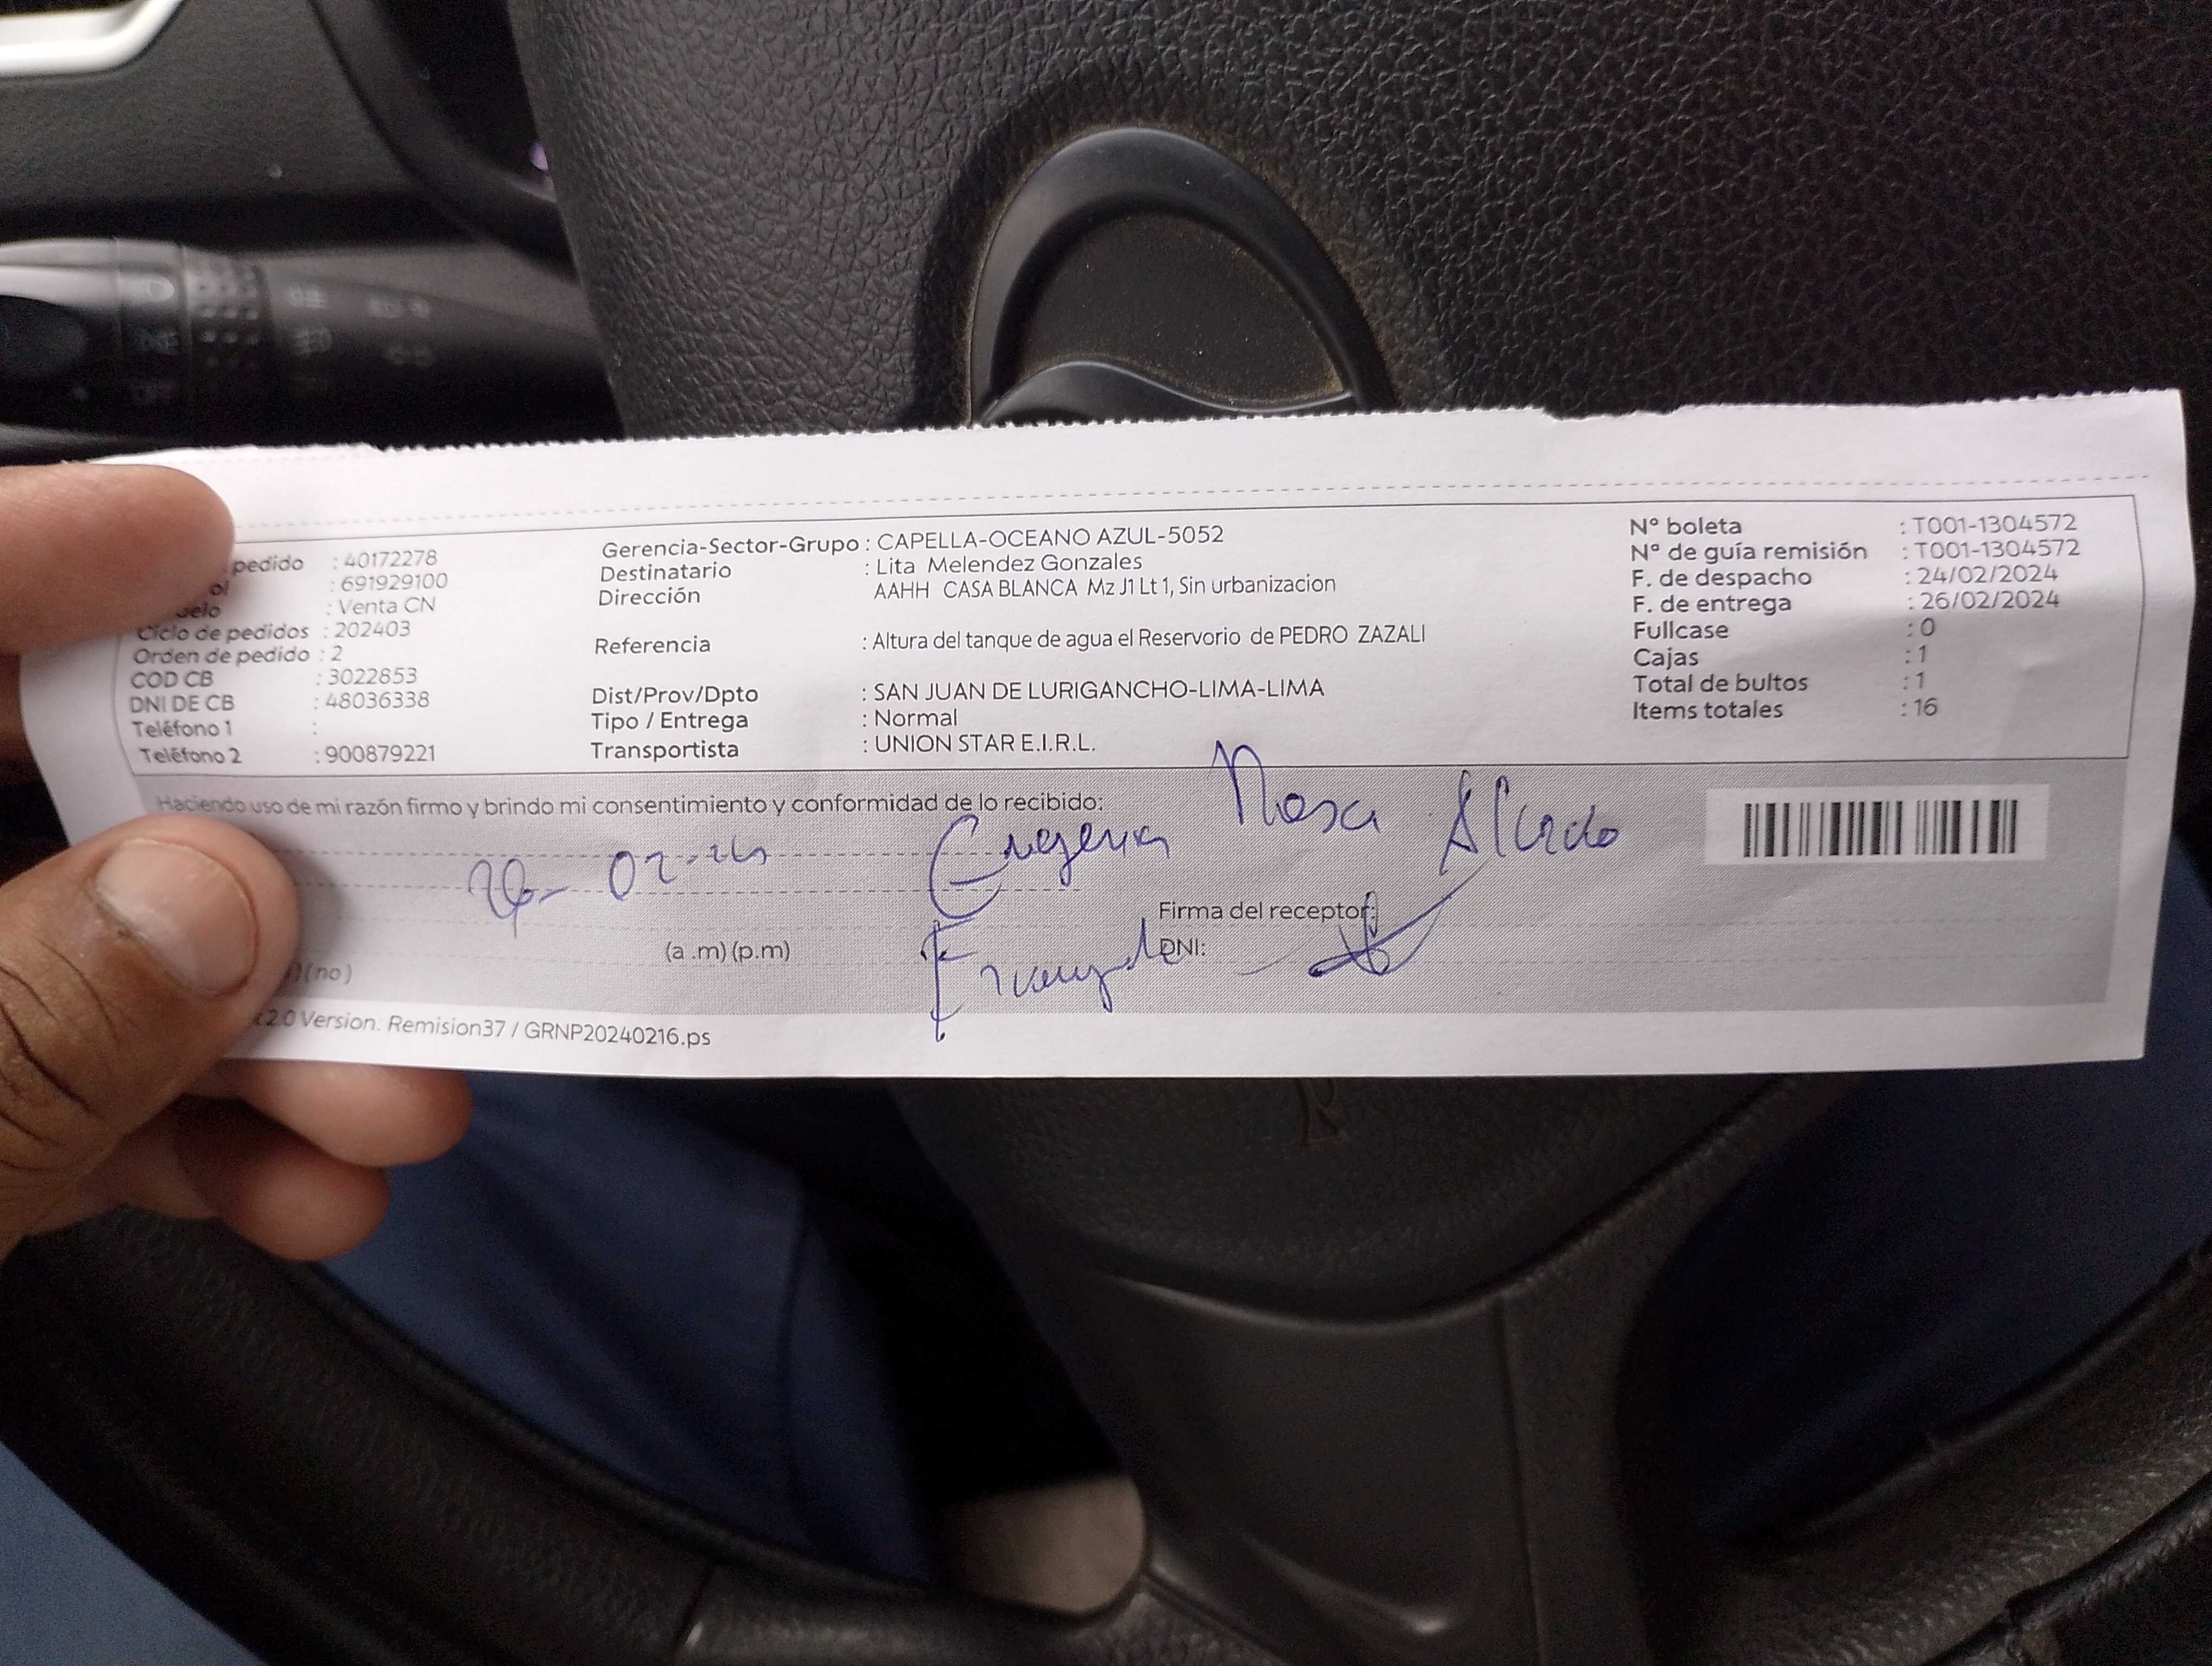 pedido : 40172278
: 691929100
: Venta CN
Ciclo de pedidos : 202403
Orden de pedido : 2
COD CB : 3022853
DNI DE CB : 48036338
Teléfono 1 :
Teléfono 2 : 900879221
Gerencia-Sector-Grupo : CAPELLA-OCEANO AZUL-5052
Destinatario : Lita Melendez Gonzales
Dirección AAHH CASA BLANCA Mz J1 Lt 1, Sin urbanizacion
Referencia : Altura del tanque de agua el Reservorio de PEDRO ZAZALI
Dist/Prov/Dpto : SAN JUAN DE LURIGANCHO-LIMA-LIMA
Tipo / Entrega : Normal
Transportista : UNION STAR E.I.R.L.
N° boleta : T001-1304572
N° de guía remisión : T001-1304572
F. de despacho : 24/02/2024
F. de entrega : 26/02/2024
Fullcase : 0
Cajas : 1
Total de bultos : 1
Items totales : 16
Haciendo uso de mi razón firmo y brindo mi consentimiento y conformidad de lo recibido:
Eugenia
Firma del receptor:
(a .m) (p.m) DNI:
(no)
2.0 Version: Remision37 / GRNP20240216.ps